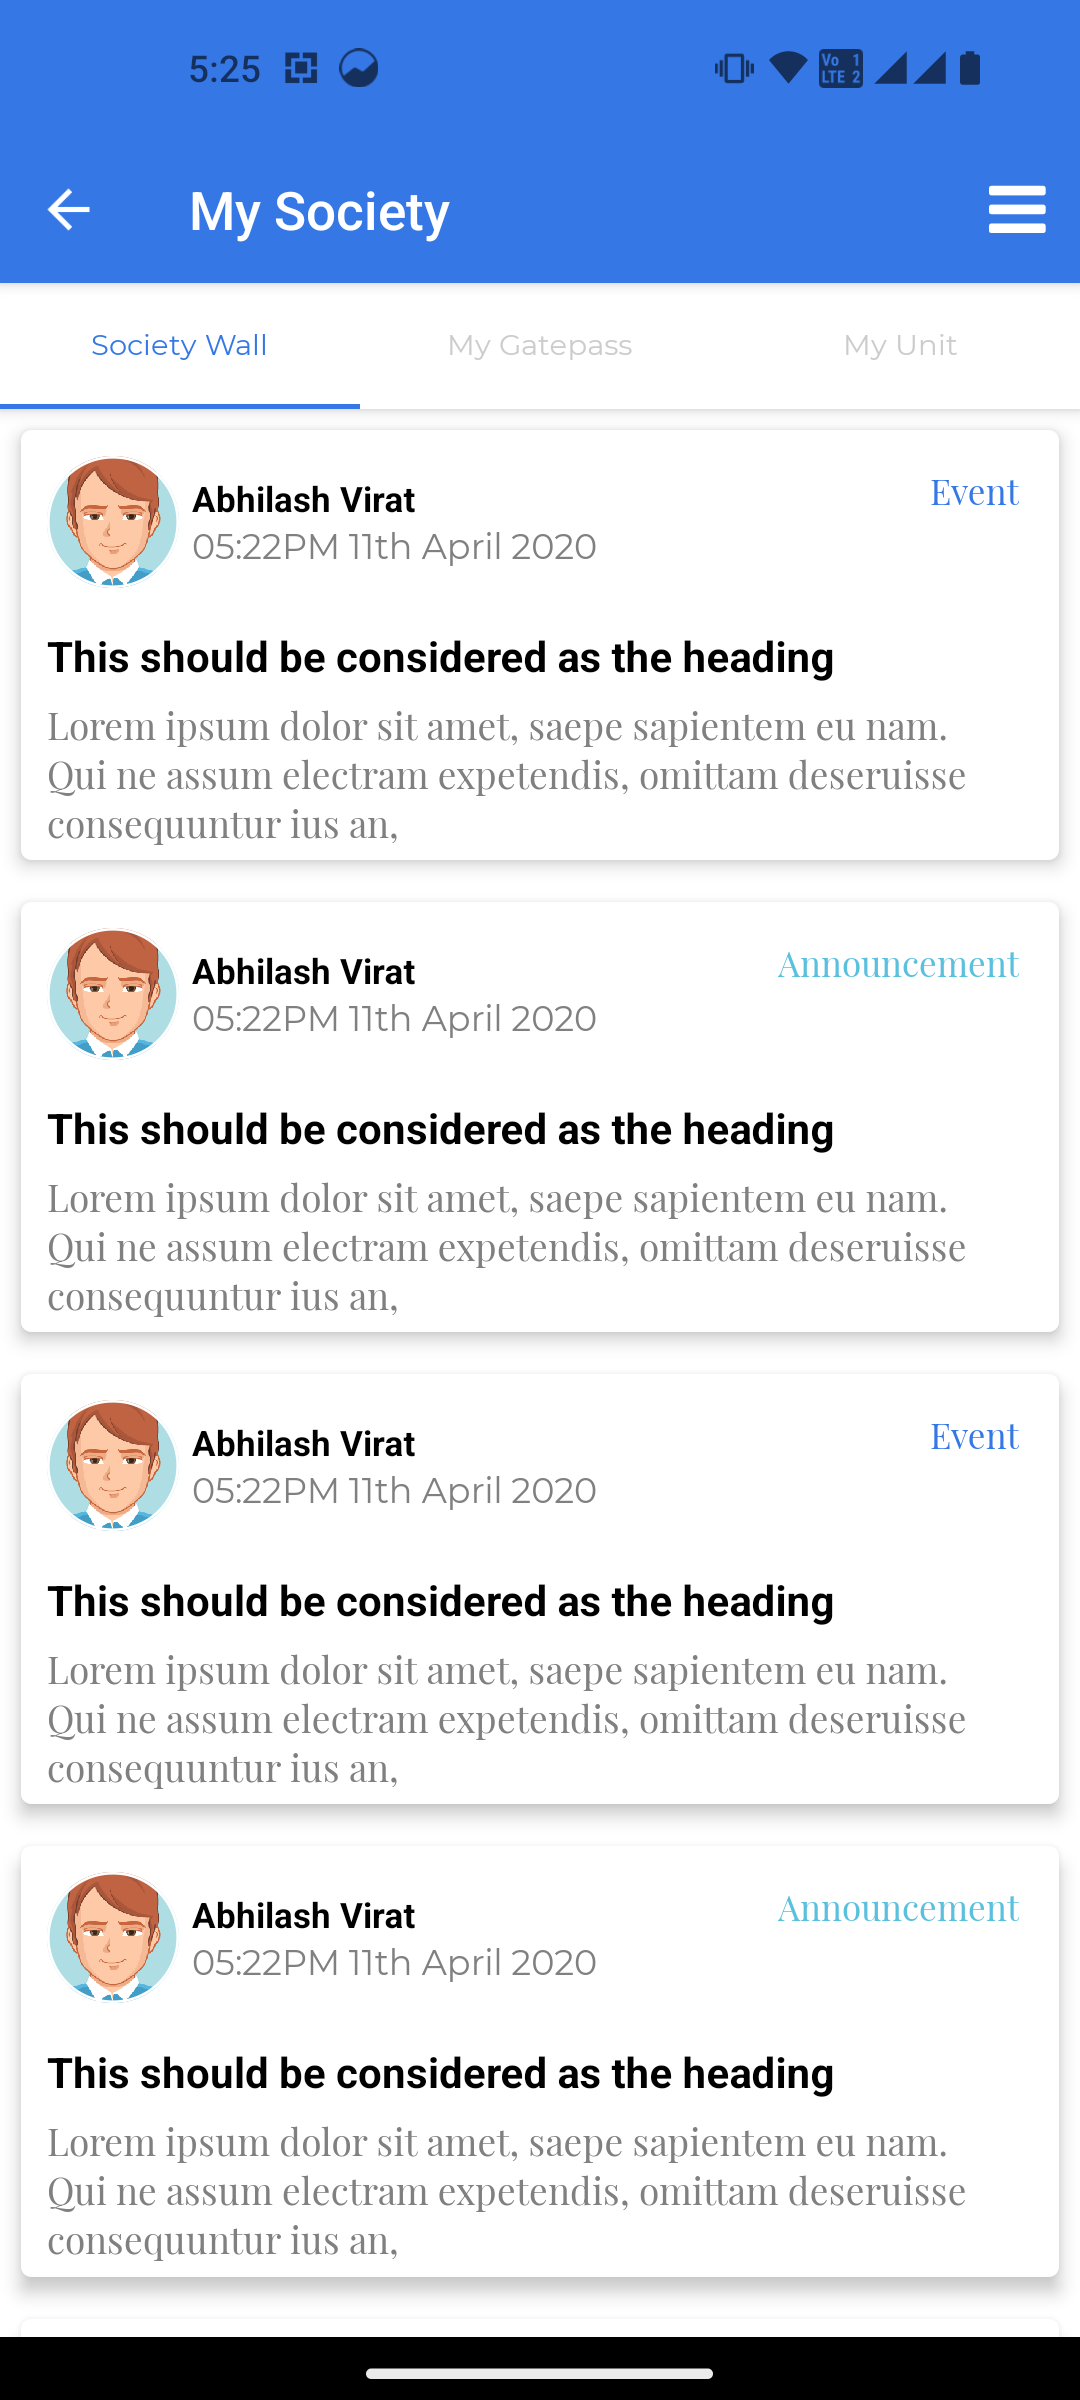 5:25
Vo 1
LTE 2
My Society
Society Wall
My Gatepass
My Unit
Abhilash Virat
Event
05:22PM 11th April 2020
This should be considered as the heading
Lorem ipsum dolor sit amet, saepe sapientem eu nam.
Qui ne assum electram expetendis, omittam deseruisse
consequuntur ius an,
Abhilash Virat
Announcement
05:22PM 11th April 2020
This should be considered as the heading
Lorem ipsum dolor sit amet, saepe sapientem eu nam.
Qui ne assum electram expetendis, omittam deseruisse
consequuntur ius an,
Abhilash Virat
Event
05:22PM 11th April 2020
This should be considered as the heading
Lorem ipsum dolor sit amet, saepe sapientem eu nam.
Qui ne assum electram expetendis, omittam deseruisse
consequuntur ius an,
Abhilash Virat
Announcement
05:22PM 11th April 2020
This should be considered as the heading
Lorem ipsum dolor sit amet, saepe sapientem eu nam.
Qui ne assum electram expetendis, omittam deseruisse
consequuntur ius an,